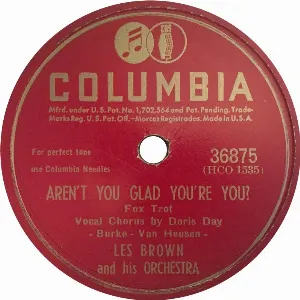 COLUMBIA
Mfrd. under U.S. Pat. No. 1,702,564 and Pat. Pending. Trade-
Marks Reg. U.S. Pat. Off.-Marcas Registradas. Made in U.S.A.
For perfect tone
use Columbia Needles
36875
(HCO 1535)
AREN'T YOU GLAD YOU'RE YOU?
Fox Trot
Vocal Chorus by Doris Day
- Burke - Van Heusen -
LES BROWN
and his ORCHESTRA